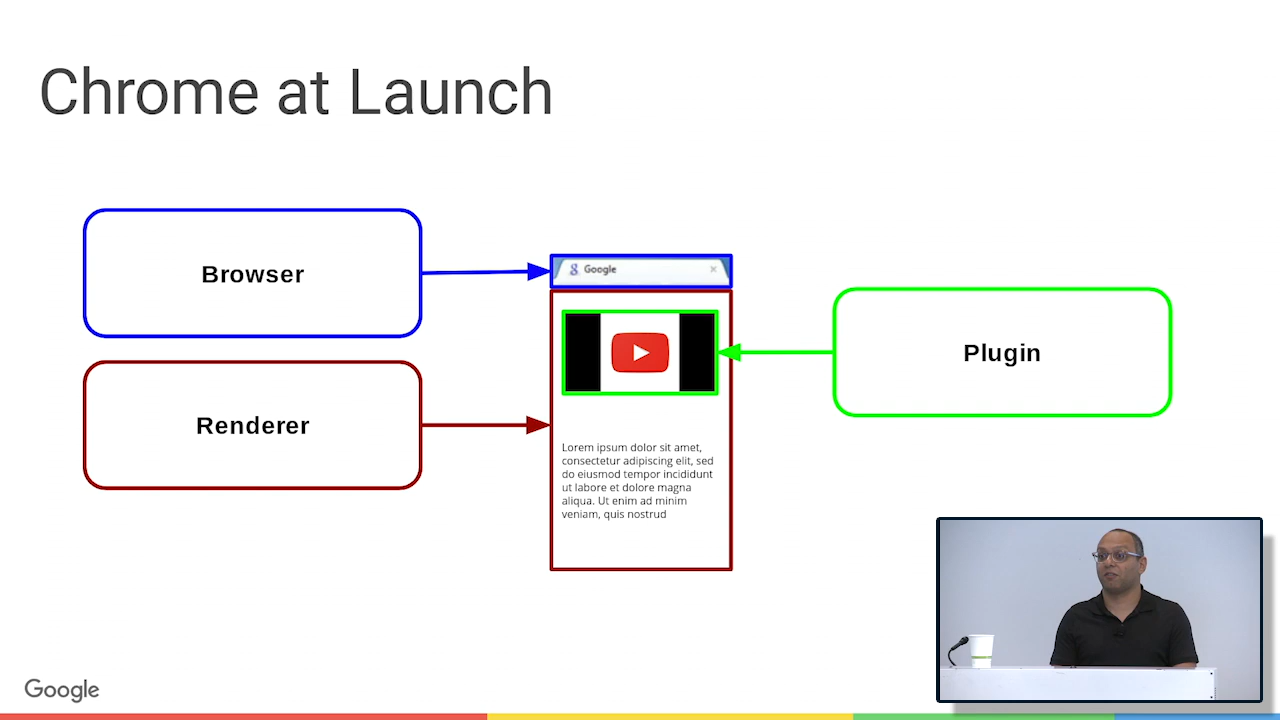 Chrome at Launch
Browser
Google
Plugin
Renderer
Lorem ipsum dolor sit amet,
consectetur adipiscing elit, sed
do eiusmod tempor incididunt
ut labore et dolore magna
aliqua. Ut enim ad minim
veniam, quis nostrud
Google